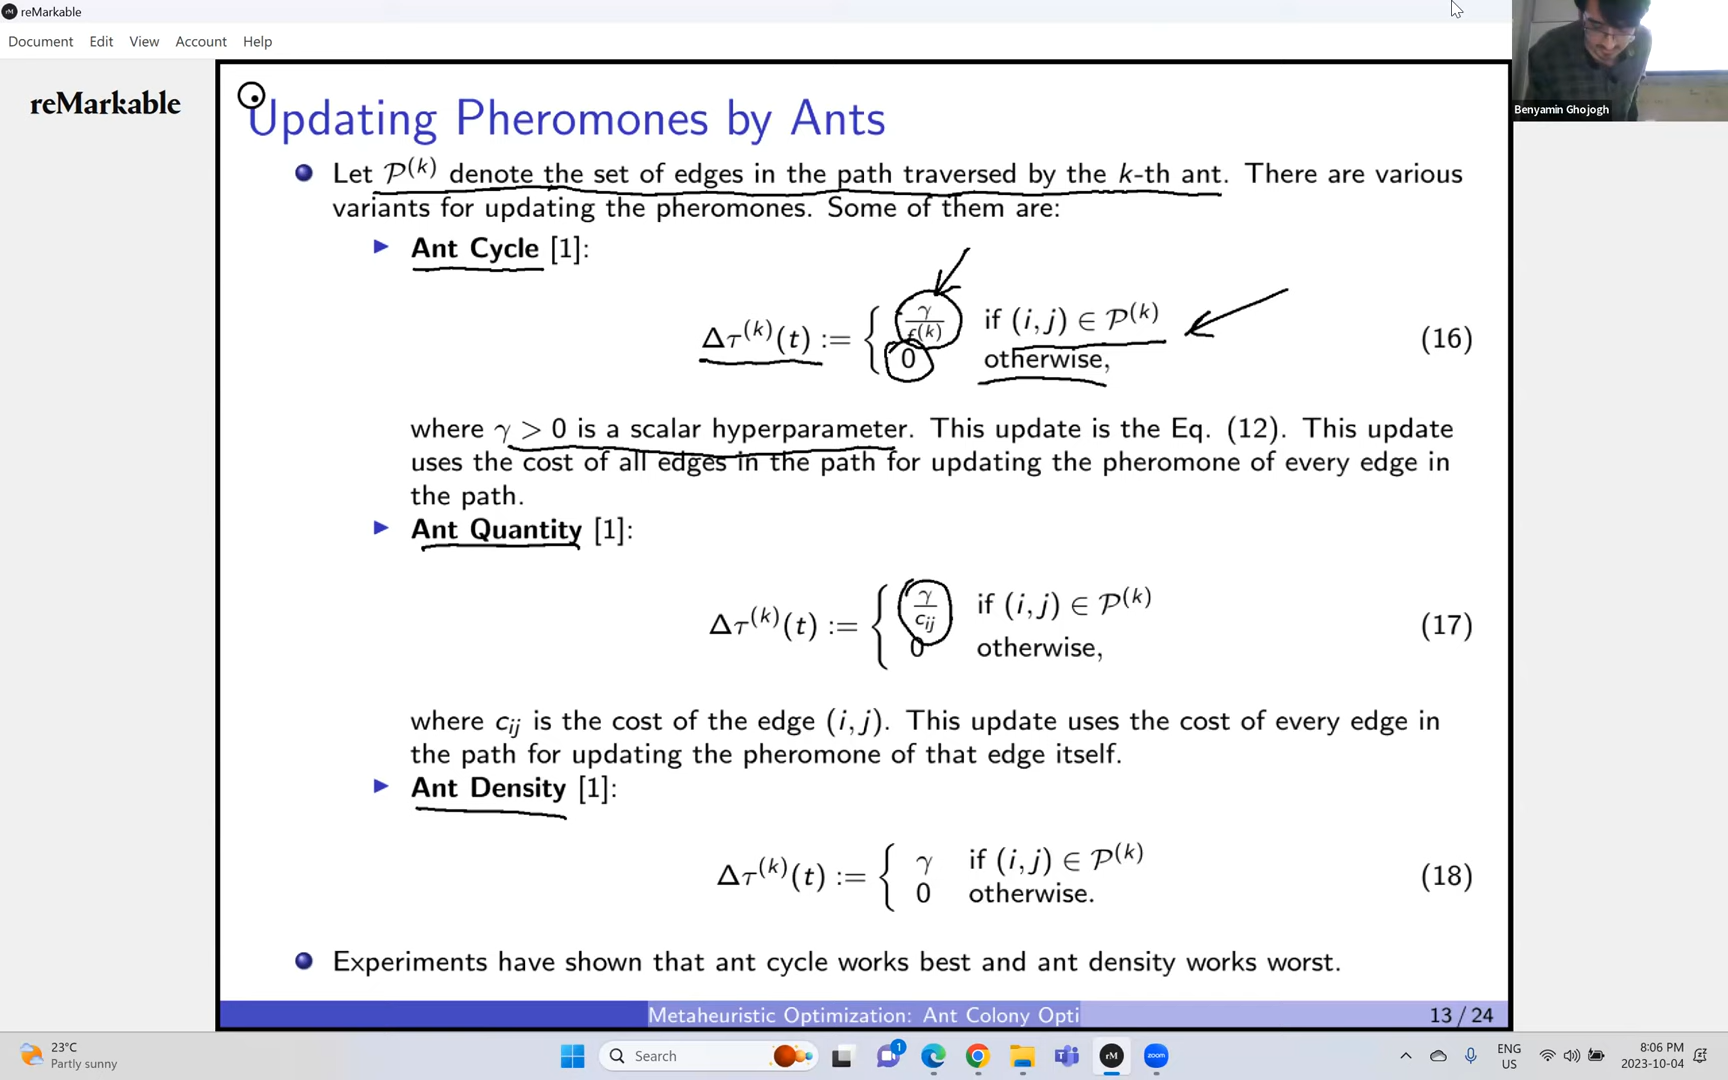 reMarkable
Document Edit View Account Help
reMarkable
Benyamin Ghojogh
Updating Pheromones by Ants
Let P^(k) denote the set of edges in the path traversed by the k-th ant. There are various
variants for updating the pheromones. Some of them are:
Ant Cycle [1]:
Δτ^(k)(t) := { γ/f^(k) if (i, j) ∈ P^(k)
0 otherwise, (16)
where γ > 0 is a scalar hyperparameter. This update is the Eq. (12). This update
uses the cost of all edges in the path for updating the pheromone of every edge in
the path.
Ant Quantity [1]:
Δτ^(k)(t) := { γ/c_ij if (i, j) ∈ P^(k)
0 otherwise, (17)
where c_ij is the cost of the edge (i, j). This update uses the cost of every edge in
the path for updating the pheromone of that edge itself.
Ant Density [1]:
Δτ^(k)(t) := { γ if (i, j) ∈ P^(k)
0 otherwise. (18)
Experiments have shown that ant cycle works best and ant density works worst.
Metaheuristic Optimization: Ant Colony Opti 13 / 24
23°C
Partly sunny
Search
1
rM
zoom
ENG
US
8:06 PM
2023-10-04